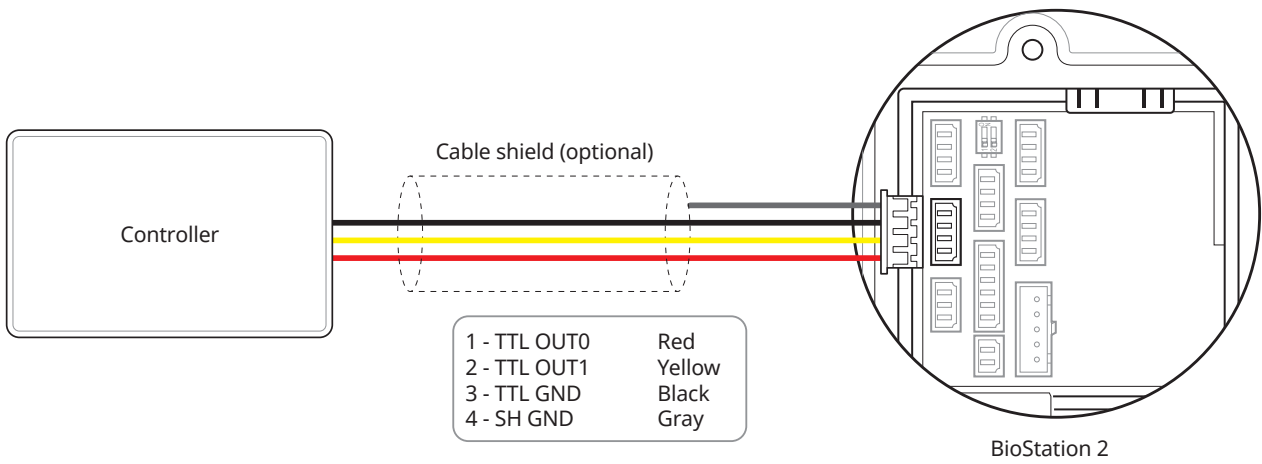 Cable shield (optional)
Controller
1 - TTL OUT0 Red
2 - TTL OUT1 Yellow
3 - TTL GND Black
4 - SH GND Gray
BioStation 2